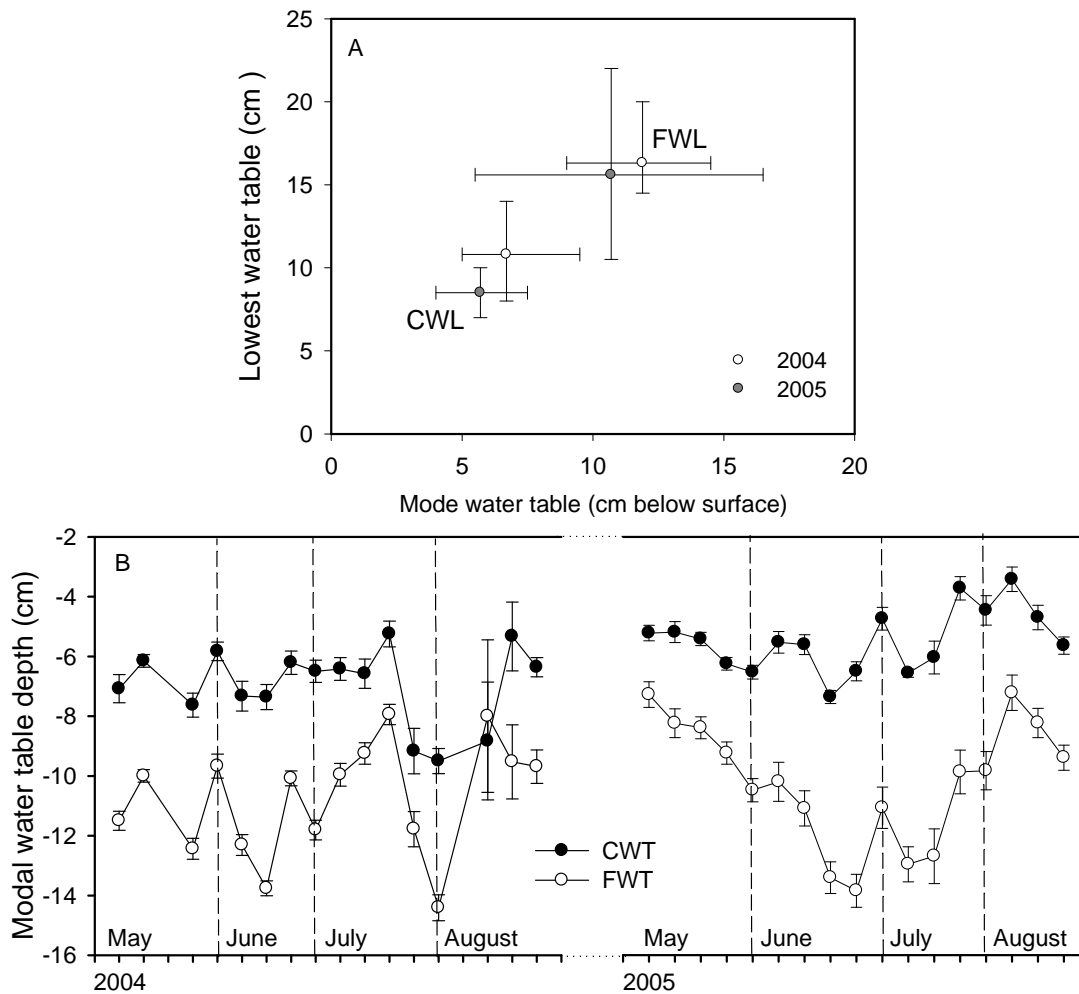 A
25
20
15
10
5
0
Lowest water table (cm )
FWL
CWL
2004
2005
0 5 10 15 20
Mode water table (cm below surface)
B
-2
-4
-6
-8
-10
-12
-14
-16
Modal water table depth (cm)
CWT
FWT
May June July August May June July August
2004 2005